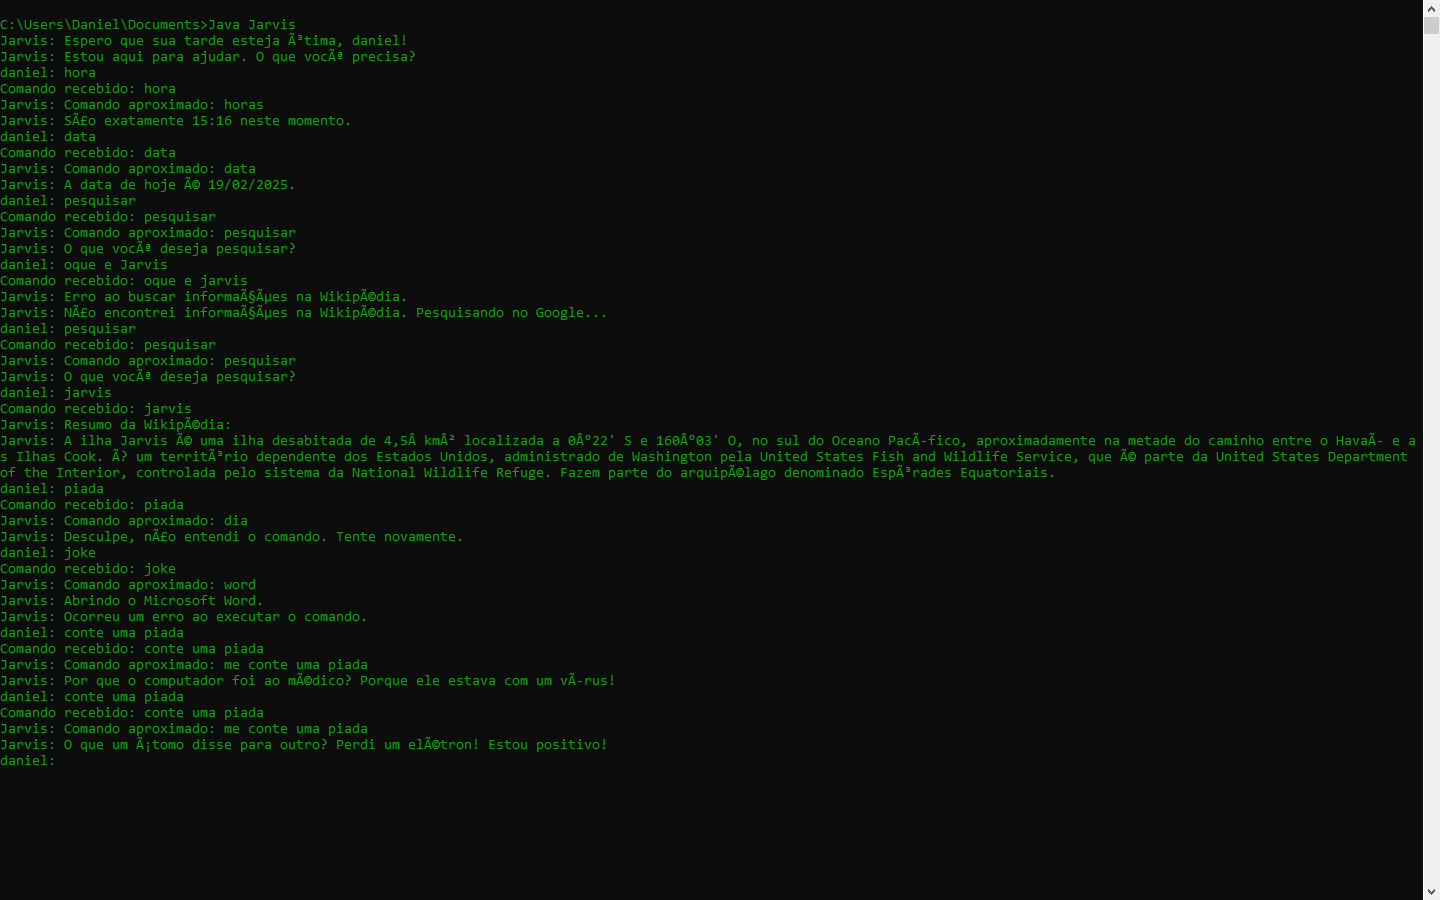 C:\Users\Daniel\Documents>Java Jarvis
Jarvis: Espero que sua tarde esteja Ã³tima, daniel!
Jarvis: Estou aqui para ajudar. O que vocÃª precisa?
daniel: hora
Comando recebido: hora
Jarvis: Comando aproximado: horas
Jarvis: SÃ£o exatamente 15:16 neste momento.
daniel: data
Comando recebido: data
Jarvis: Comando aproximado: data
Jarvis: A data de hoje Ã© 19/02/2025.
daniel: pesquisar
Comando recebido: pesquisar
Jarvis: Comando aproximado: pesquisar
Jarvis: O que vocÃª deseja pesquisar?
daniel: oque e Jarvis
Comando recebido: oque e jarvis
Jarvis: Erro ao buscar informaÃ§Ãµes na WikipÃ©dia.
Jarvis: NÃ£o encontrei informaÃ§Ãµes na WikipÃ©dia. Pesquisando no Google...
daniel: pesquisar
Comando recebido: pesquisar
Jarvis: Comando aproximado: pesquisar
Jarvis: O que vocÃª deseja pesquisar?
daniel: jarvis
Comando recebido: jarvis
Jarvis: Resumo da WikipÃ©dia:
Jarvis: A ilha Jarvis Ã© uma ilha desabitada de 4,5Â kmÂ² localizada a 0Âº22' S e 160Âº03' O, no sul do Oceano PacÃ-fico, aproximadamente na metade do caminho entre o HavaÃ- e a
s Ilhas Cook. Ã? um territÃ³rio dependente dos Estados Unidos, administrado de Washington pela United States Fish and Wildlife Service, que Ã© parte da United States Department
of the Interior, controlada pelo sistema da National Wildlife Refuge. Fazem parte do arquipÃ©lago denominado EspÃ³rades Equatoriais.
daniel: piada
Comando recebido: piada
Jarvis: Comando aproximado: dia
Jarvis: Desculpe, nÃ£o entendi o comando. Tente novamente.
daniel: joke
Comando recebido: joke
Jarvis: Comando aproximado: word
Jarvis: Abrindo o Microsoft Word.
Jarvis: Ocorreu um erro ao executar o comando.
daniel: conte uma piada
Comando recebido: conte uma piada
Jarvis: Comando aproximado: me conte uma piada
Jarvis: Por que o computador foi ao mÃ©dico? Porque ele estava com um vÃ-rus!
daniel: conte uma piada
Comando recebido: conte uma piada
Jarvis: Comando aproximado: me conte uma piada
Jarvis: O que um Ã¡tomo disse para outro? Perdi um elÃ©tron! Estou positivo!
daniel: